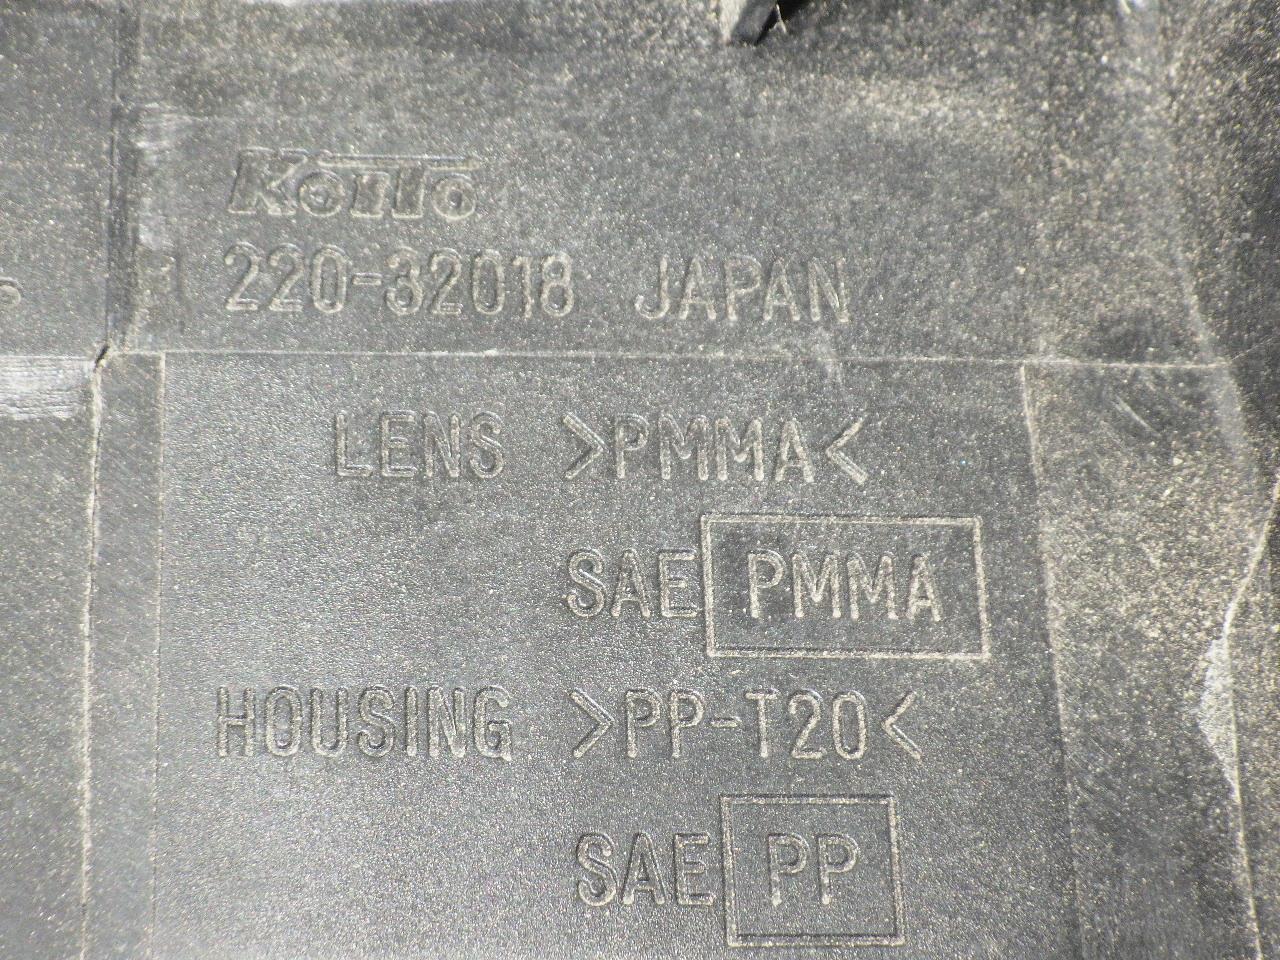 KOITO
220-32018 JAPAN
LENS >PMMA<
SAE PMMA
HOUSING >PP-T20<
SAE PP